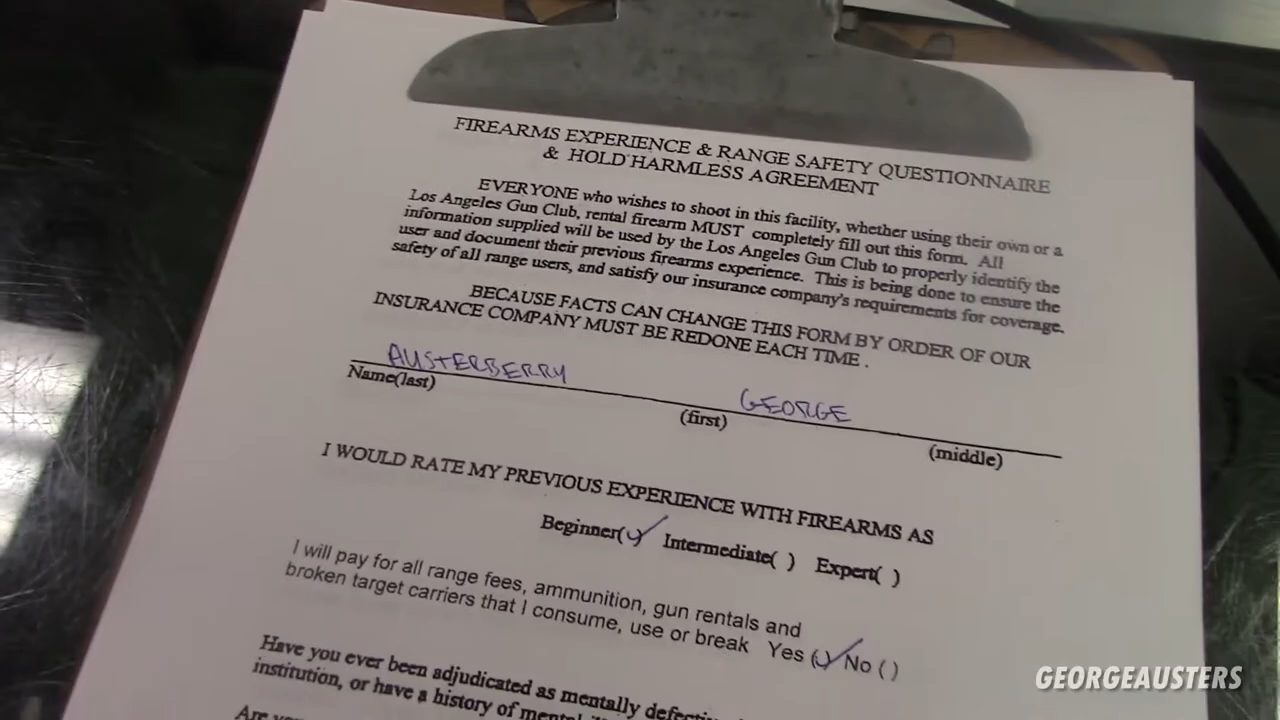 FIREARMS EXPERIENCE & RANGE SAFETY QUESTIONNAIRE
& HOLD HARMLESS AGREEMENT
EVERYONE who wishes to shoot in this facility, whether using their own or a
Los Angeles Gun Club, rental firearm MUST completely fill out this form. All
information supplied will be used by the Los Angeles Gun Club to properly identify the
user and document their previous firearms experience. This is being done to ensure the
safety of all range users, and satisfy our insurance company's requirements for coverage.
BECAUSE FACTS CAN CHANGE THIS FORM BY ORDER OF OUR
INSURANCE COMPANY MUST BE REDONE EACH TIME .
AUSTERBERRY GEORGE
Name(last) (first) (middle)
I WOULD RATE MY PREVIOUS EXPERIENCE WITH FIREARMS AS
Beginner(✓) Intermediate( ) Expert( )
I will pay for all range fees, ammunition, gun rentals and
broken target carriers that I consume, use or break Yes (✓) No ( )
Have you ever been adjudicated as mentally
institution, or have a history of
GEORGEAUSTERS